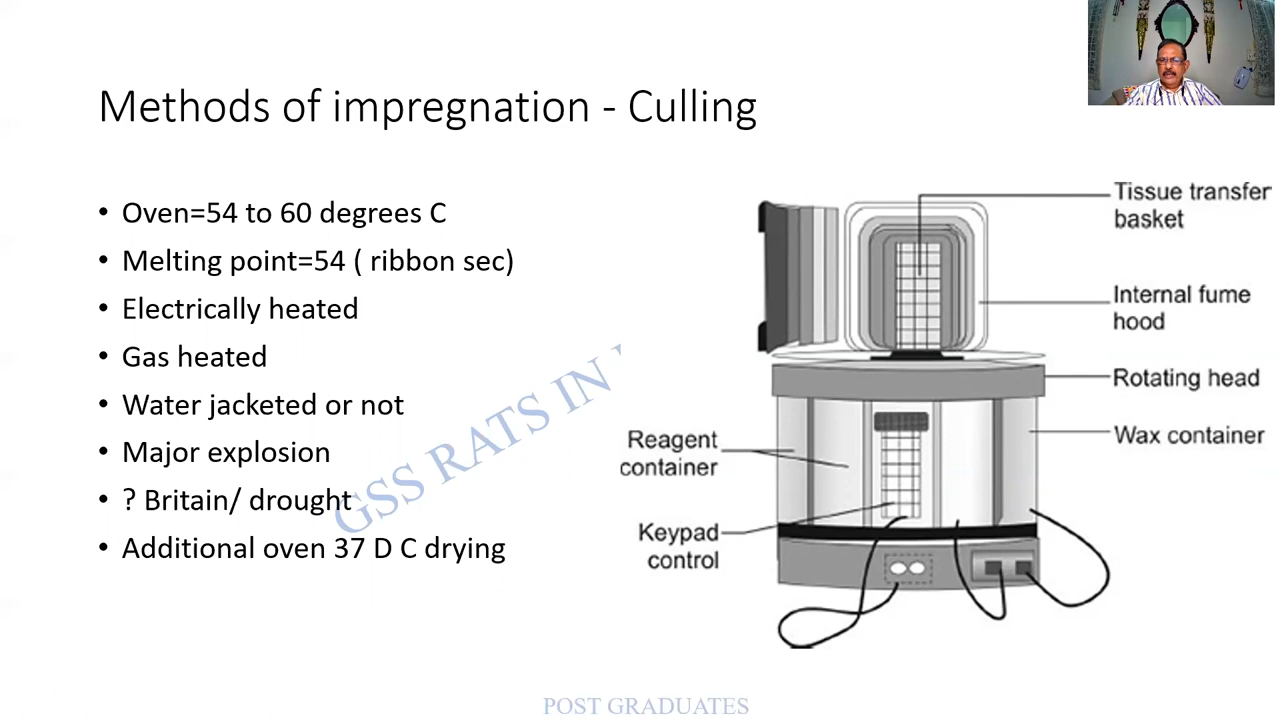 Methods of impregnation - Culling
• Oven=54 to 60 degrees C
• Melting point=54 ( ribbon sec)
• Electrically heated
• Gas heated
• Water jacketed or not
• Major explosion
• ? Britain/ drought
• Additional oven 37 D C drying
GSS RATS IN
Tissue transfer
basket
Internal fume
hood
Rotating head
Wax container
Reagent
container
Keypad
control
POST GRADUATES